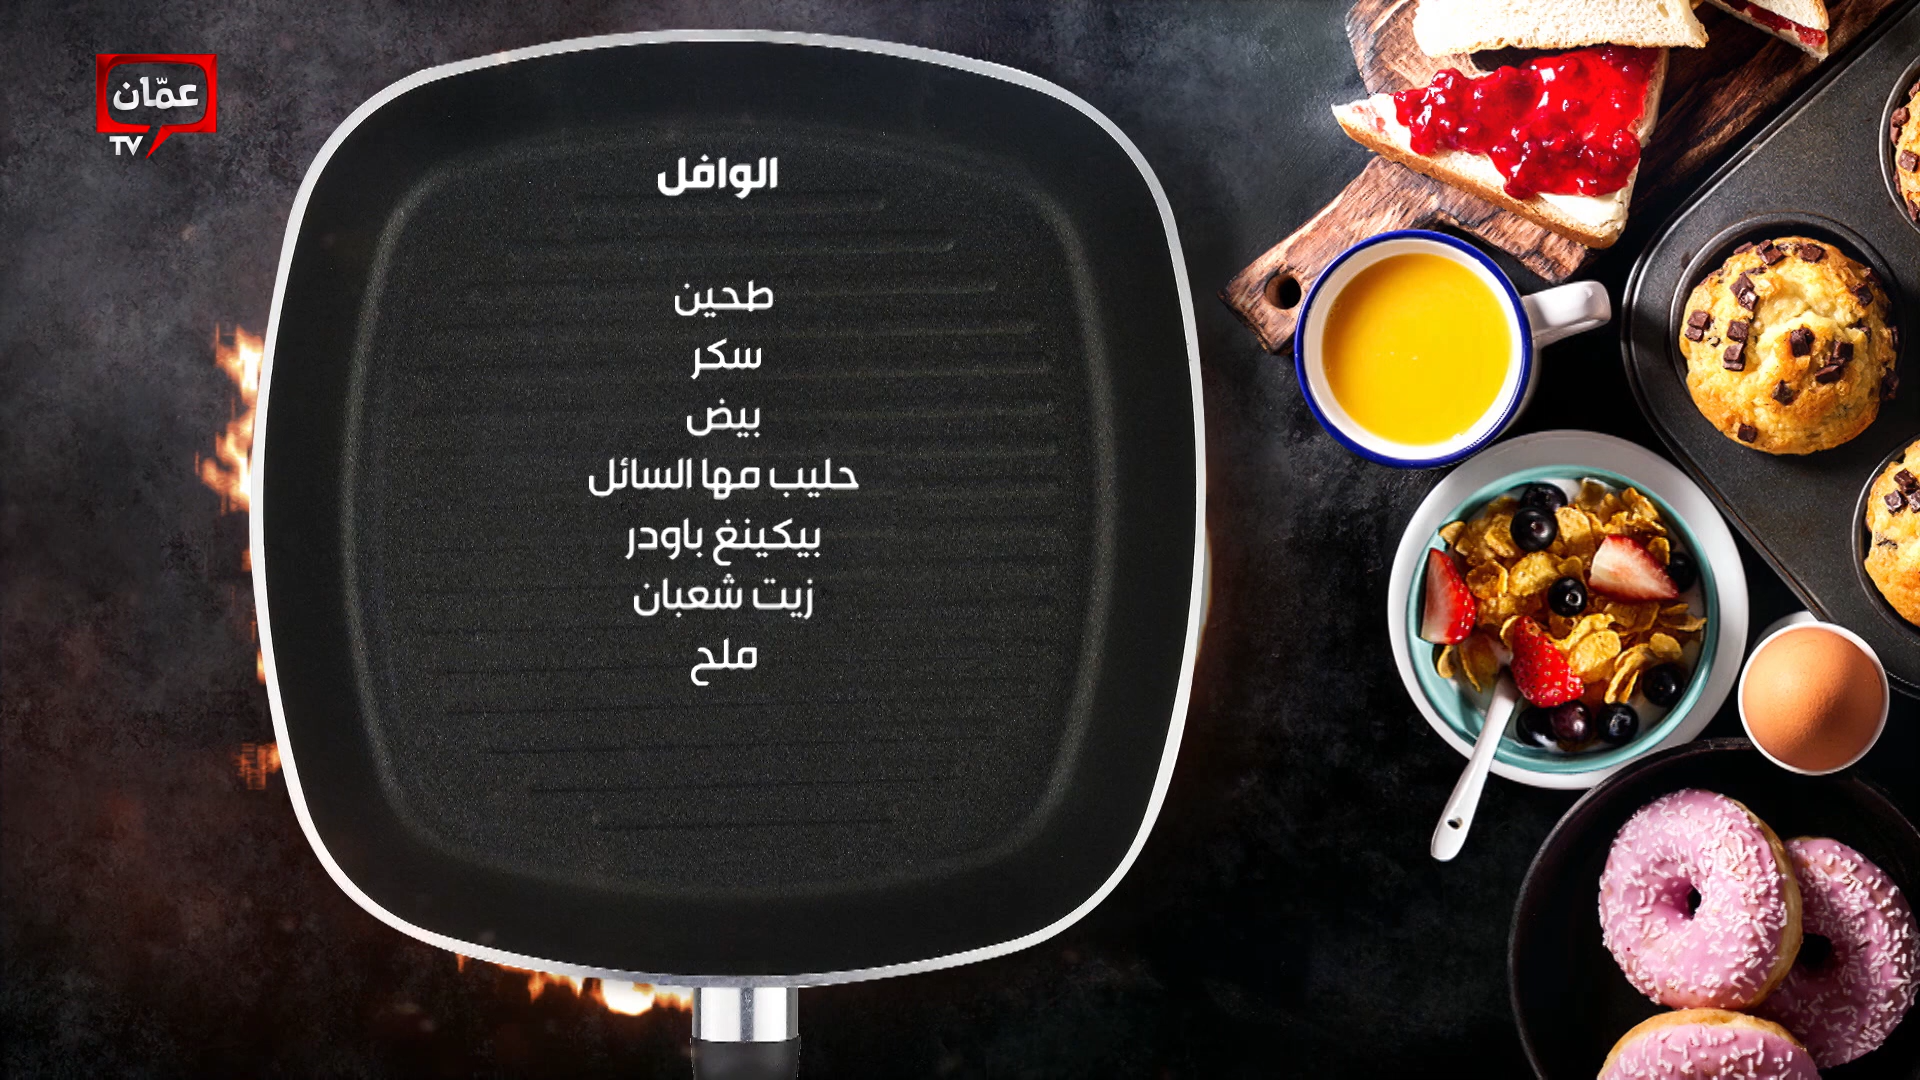 عمّان
TV
الوافل
طحين
سكر
بيض
حليب مها السائل
بيكينغ باودر
زيت شعبان
ملح